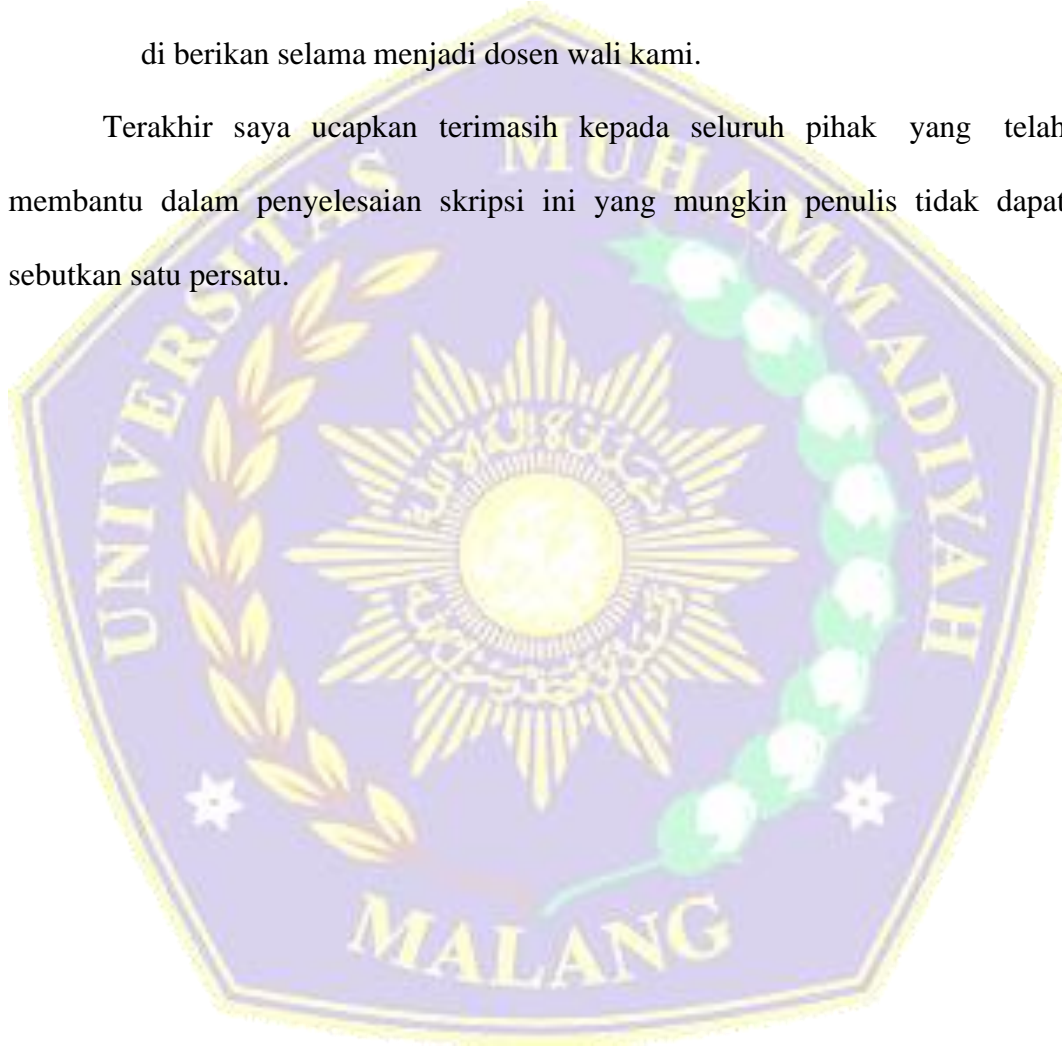 di berikan selama menjadi dosen wali kami.
Terakhir saya ucapkan terimasih kepada seluruh pihak yang telah
membantu dalam penyelesaian skripsi ini yang mungkin penulis tidak dapat
sebutkan satu persatu.
UNIVERSITAS MUHAMMADIYAH
MALANG